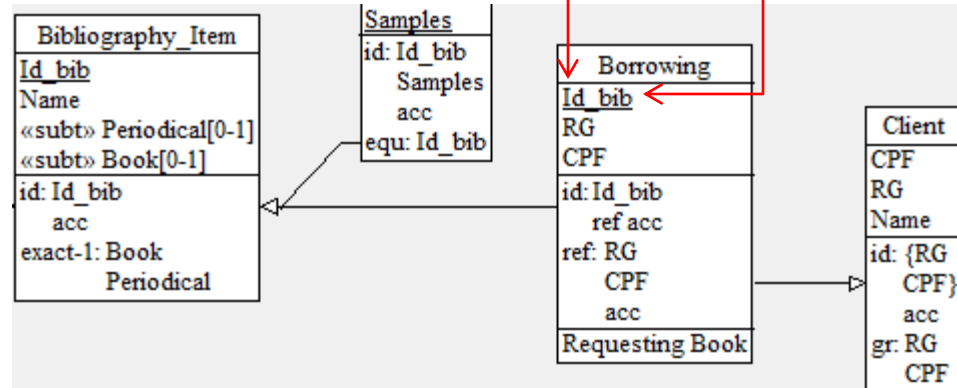 Bibliography_Item
Id_bib
Name
«subt» Periodical[0-1]
«subt» Book[0-1]
id: Id_bib
acc
exact-1: Book
Periodical
Samples
id: Id_bib
Samples
acc
equ: Id_bib
Borrowing
Id_bib
RG
CPF
id: Id_bib
ref acc
ref: RG
CPF
acc
Requesting Book
Client
CPF
RG
Name
id: {RG
CPF}
acc
gr: RG
CPF